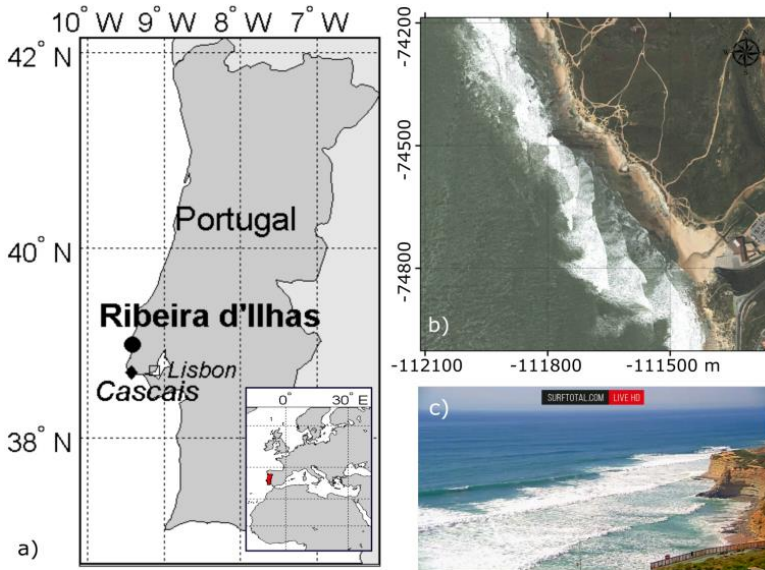 10° W 9° W 8° W 7° W
42° N
Portugal
40° N
Ribeira d'Ilhas
Lisbon
Cascais
38° N
0° 30° E
a)
-74200
-74500
-74800
b)
-112100 -111800 -111500 m
c)
SURFTOTAL.COM LIVE HD